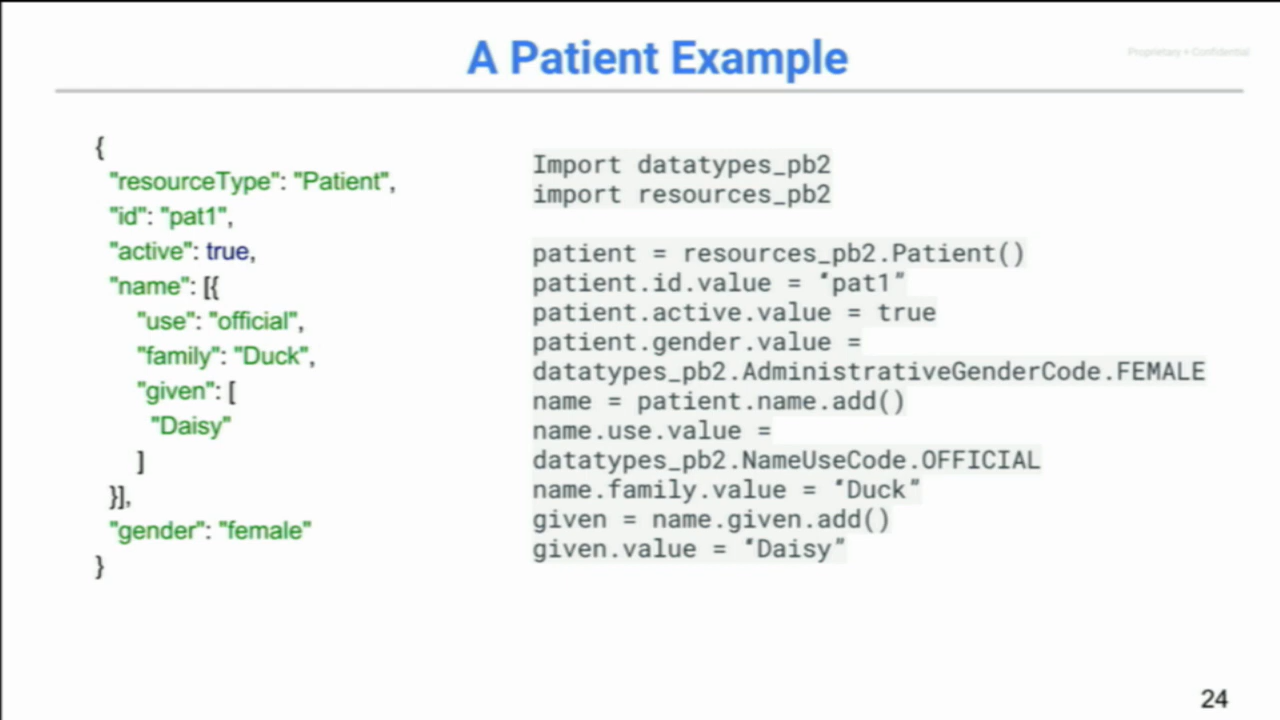 A Patient Example
Proprietary + Confidential
{
"resourceType": "Patient",
"id": "pat1",
"active": true,
"name": [{
"use": "official",
"family": "Duck",
"given": [
"Daisy"
]
}],
"gender": "female"
}
Import datatypes_pb2
import resources_pb2
patient = resources_pb2.Patient()
patient.id.value = “pat1”
patient.active.value = true
patient.gender.value =
datatypes_pb2.AdministrativeGenderCode.FEMALE
name = patient.name.add()
name.use.value =
datatypes_pb2.NameUseCode.OFFICIAL
name.family.value = “Duck”
given = name.given.add()
given.value = “Daisy”
24